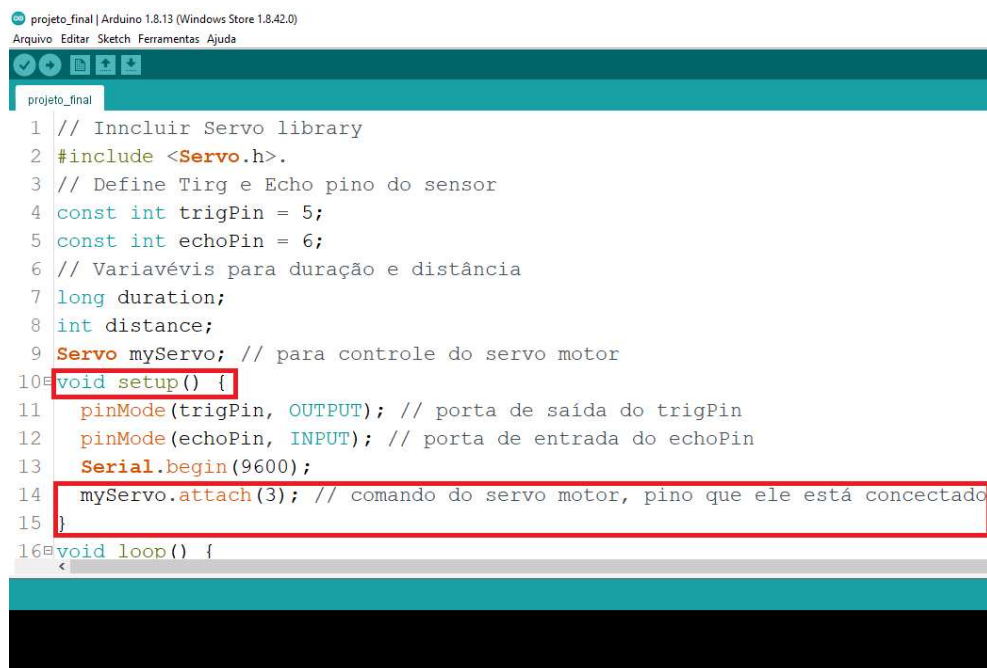 projeto_final | Arduino 1.8.13 (Windows Store 1.8.42.0)
Arquivo Editar Sketch Ferramentas Ajuda
projeto_final
1 // Inncluir Servo library
2 #include <Servo.h>.
3 // Define Tirg e Echo pino do sensor
4 const int trigPin = 5;
5 const int echoPin = 6;
6 // Variavévis para duração e distância
7 long duration;
8 int distance;
9 Servo myServo; // para controle do servo motor
10 void setup() {
11 pinMode(trigPin, OUTPUT); // porta de saída do trigPin
12 pinMode(echoPin, INPUT); // porta de entrada do echoPin
13 Serial.begin(9600);
14 myServo.attach(3); // comando do servo motor, pino que ele está concectado
15 }
16 void loop() {